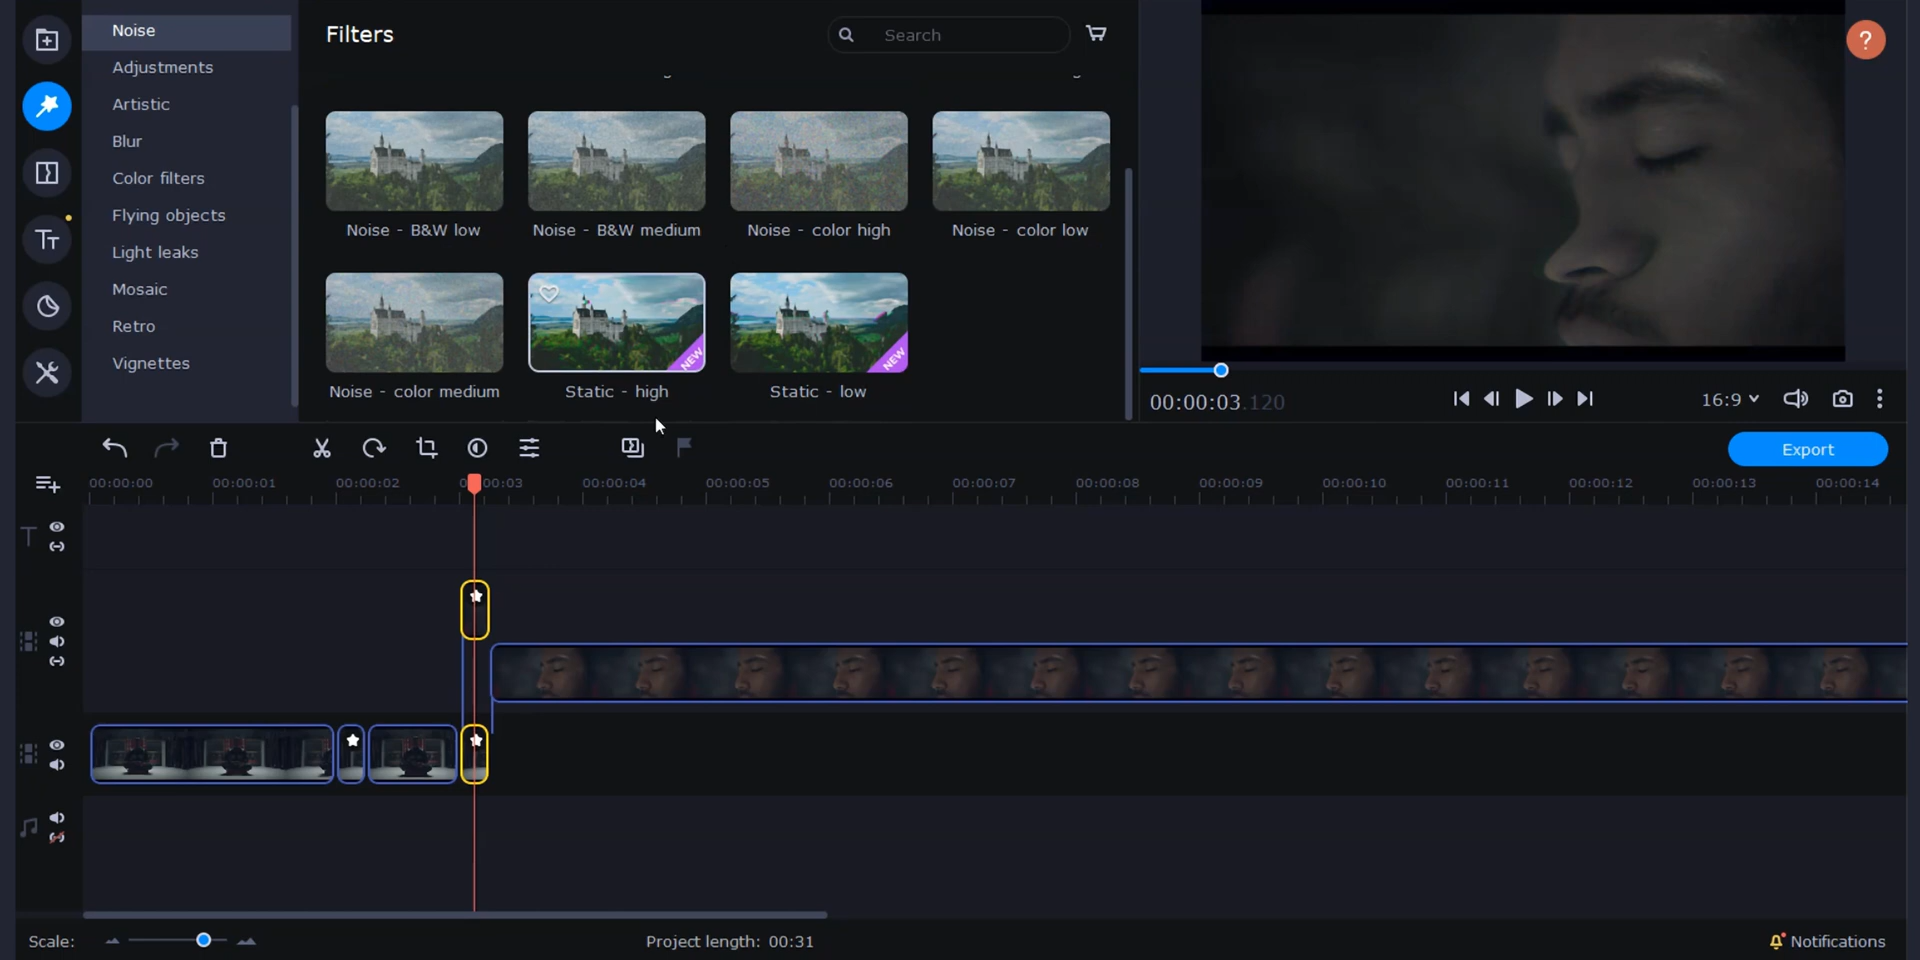 Noise
Adjustments
Artistic
Blur
Color filters
Flying objects
Light leaks
Mosaic
Retro
Vignettes
Filters
Search
Noise - B&W low
Noise - B&W medium
Noise - color high
Noise - color low
Noise - color medium
NEW
Static - high
NEW
Static - low
?
00:00:03.120
16:9
Export
00:00:00 00:00:01 00:00:02 00:03 00:00:04 00:00:05 00:00:06 00:00:07 00:00:08 00:00:09 00:00:10 00:00:11 00:00:12 00:00:13 00:00:14
Scale:
Project length: 00:31
Notifications